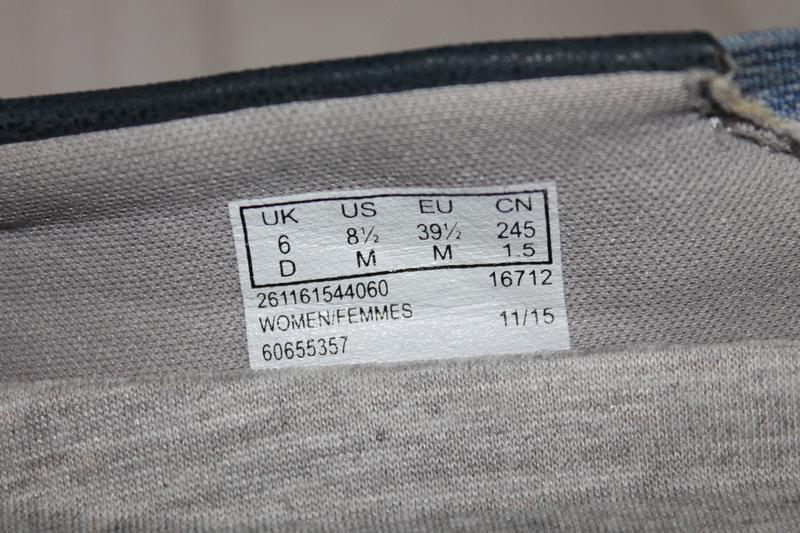 UK US EU CN
6 8½ 39½ 245
D M M 1.5
261161544060 16712
WOMEN/FEMMES 11/15
60655357